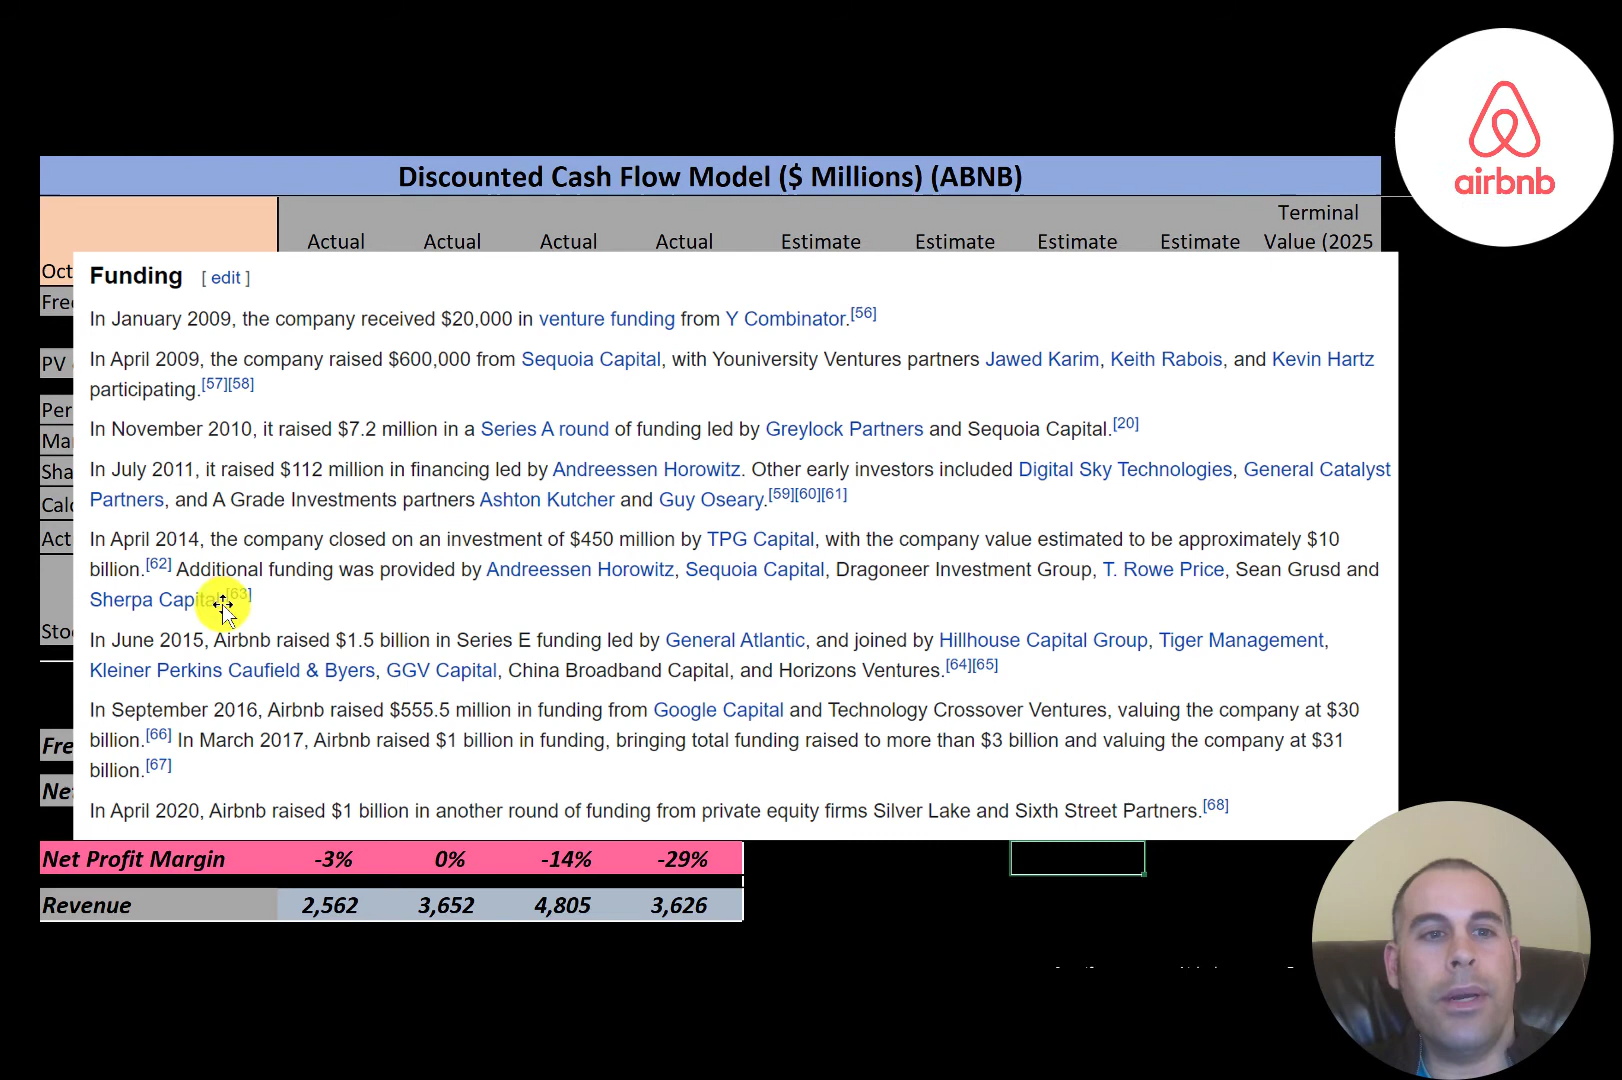 airbnb
Discounted Cash Flow Model ($ Millions) (ABNB)
Terminal
Actual Actual Actual Actual Estimate Estimate Estimate Estimate Value (2025
Oct
Funding [ edit ]
Free
In January 2009, the company received $20,000 in venture funding from Y Combinator.[56]
PV
In April 2009, the company raised $600,000 from Sequoia Capital, with Youniversity Ventures partners Jawed Karim, Keith Rabois, and Kevin Hartz
participating.[57][58]
Per
In November 2010, it raised $7.2 million in a Series A round of funding led by Greylock Partners and Sequoia Capital.[20]
Mar
In July 2011, it raised $112 million in financing led by Andreessen Horowitz. Other early investors included Digital Sky Technologies, General Catalyst
Sha
Partners, and A Grade Investments partners Ashton Kutcher and Guy Oseary.[59][60][61]
Calc
In April 2014, the company closed on an investment of $450 million by TPG Capital, with the company value estimated to be approximately $10
Act
billion.[62] Additional funding was provided by Andreessen Horowitz, Sequoia Capital, Dragoneer Investment Group, T. Rowe Price, Sean Grusd and
Sherpa Capital.[63]
Stoc
In June 2015, Airbnb raised $1.5 billion in Series E funding led by General Atlantic, and joined by Hillhouse Capital Group, Tiger Management,
Kleiner Perkins Caufield & Byers, GGV Capital, China Broadband Capital, and Horizons Ventures.[64][65]
In September 2016, Airbnb raised $555.5 million in funding from Google Capital and Technology Crossover Ventures, valuing the company at $30
Fre
billion.[66] In March 2017, Airbnb raised $1 billion in funding, bringing total funding raised to more than $3 billion and valuing the company at $31
billion.[67]
Net
In April 2020, Airbnb raised $1 billion in another round of funding from private equity firms Silver Lake and Sixth Street Partners.[68]
Net Profit Margin -3% 0% -14% -29%
Revenue 2,562 3,652 4,805 3,626